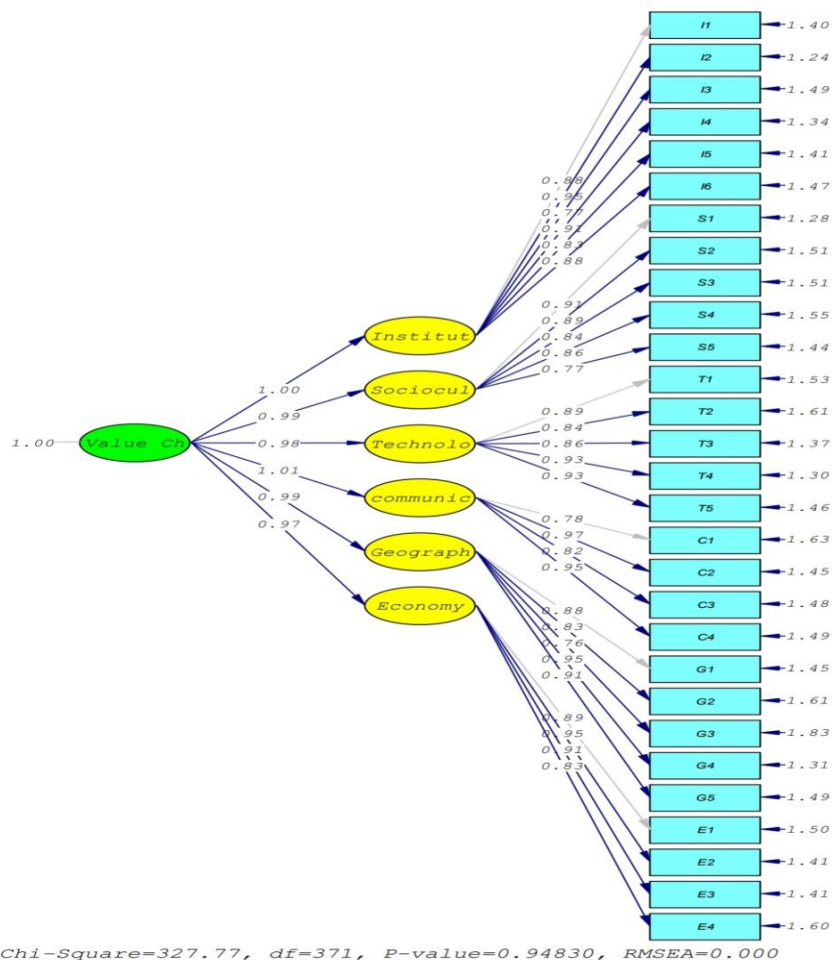 I1 1.40
I2 1.24
I3 1.49
I4 1.34
I5 1.41
I6 1.47
S1 1.28
S2 1.51
S3 1.51
S4 1.55
S5 1.44
T1 1.53
T2 1.61
T3 1.37
T4 1.30
T5 1.46
C1 1.63
C2 1.45
C3 1.48
C4 1.49
G1 1.45
G2 1.61
G3 1.83
G4 1.31
G5 1.49
E1 1.50
E2 1.41
E3 1.41
E4 1.60
0.88
0.95
0.77
0.91
0.83
0.88
0.91
0.89
0.84
0.86
0.77
0.89
0.84
0.86
0.93
0.93
0.78
0.97
0.82
0.95
0.88
0.83
0.76
0.95
0.91
0.89
0.95
0.91
0.83
Institut
Sociocul
Technolo
communic
Geograph
Economy
1.00
0.99
0.98
1.01
0.99
0.97
1.00
Value Ch
Chi-Square=327.77, df=371, P-value=0.94830, RMSEA=0.000